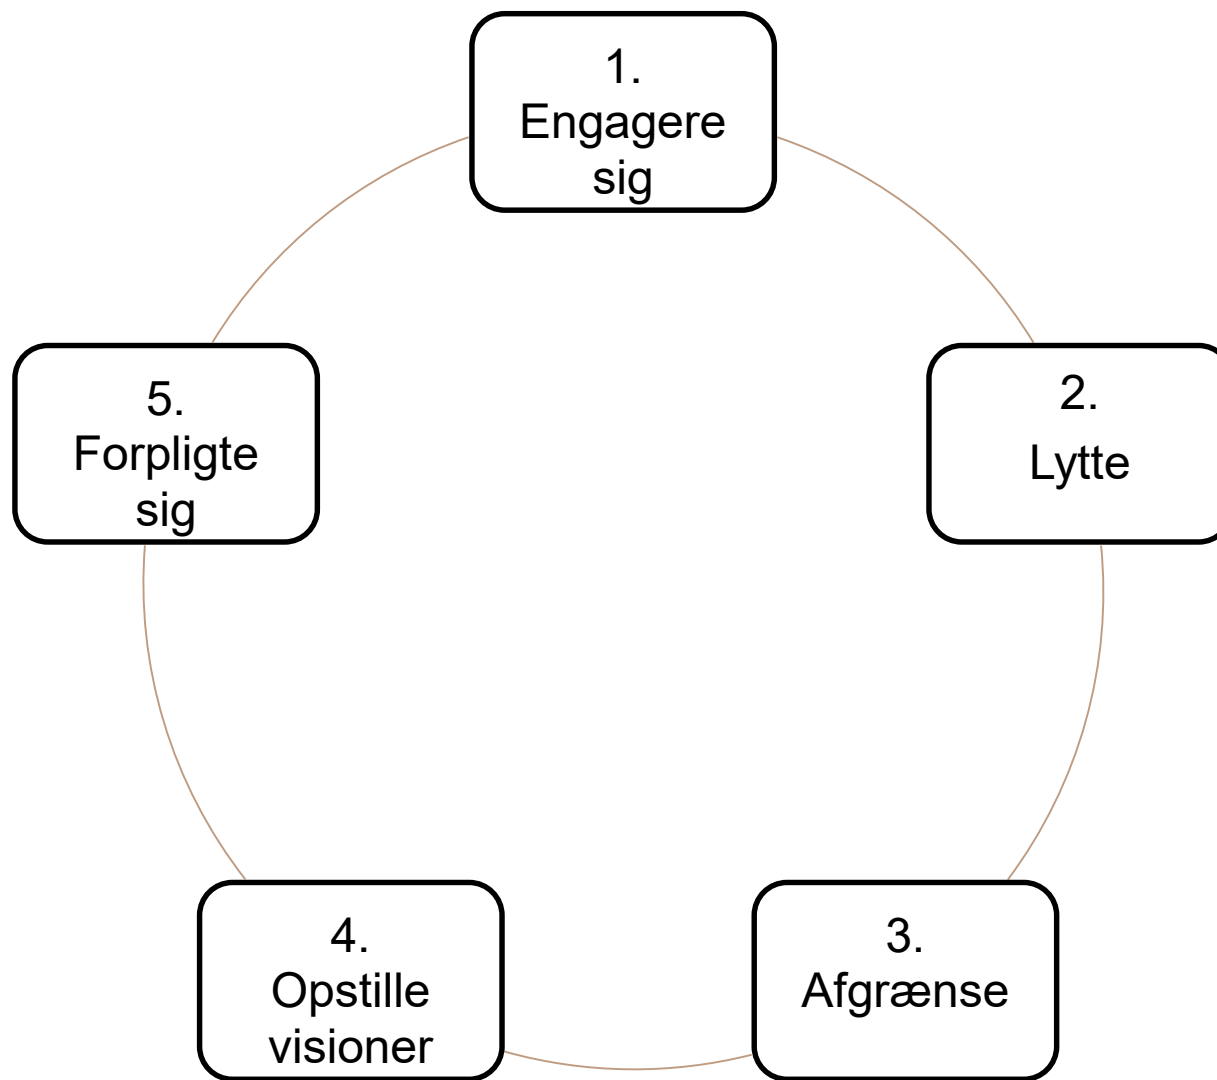 1.
Engagere
sig
2.
Lytte
3.
Afgrænse
4.
Opstille
visioner
5.
Forpligte
sig